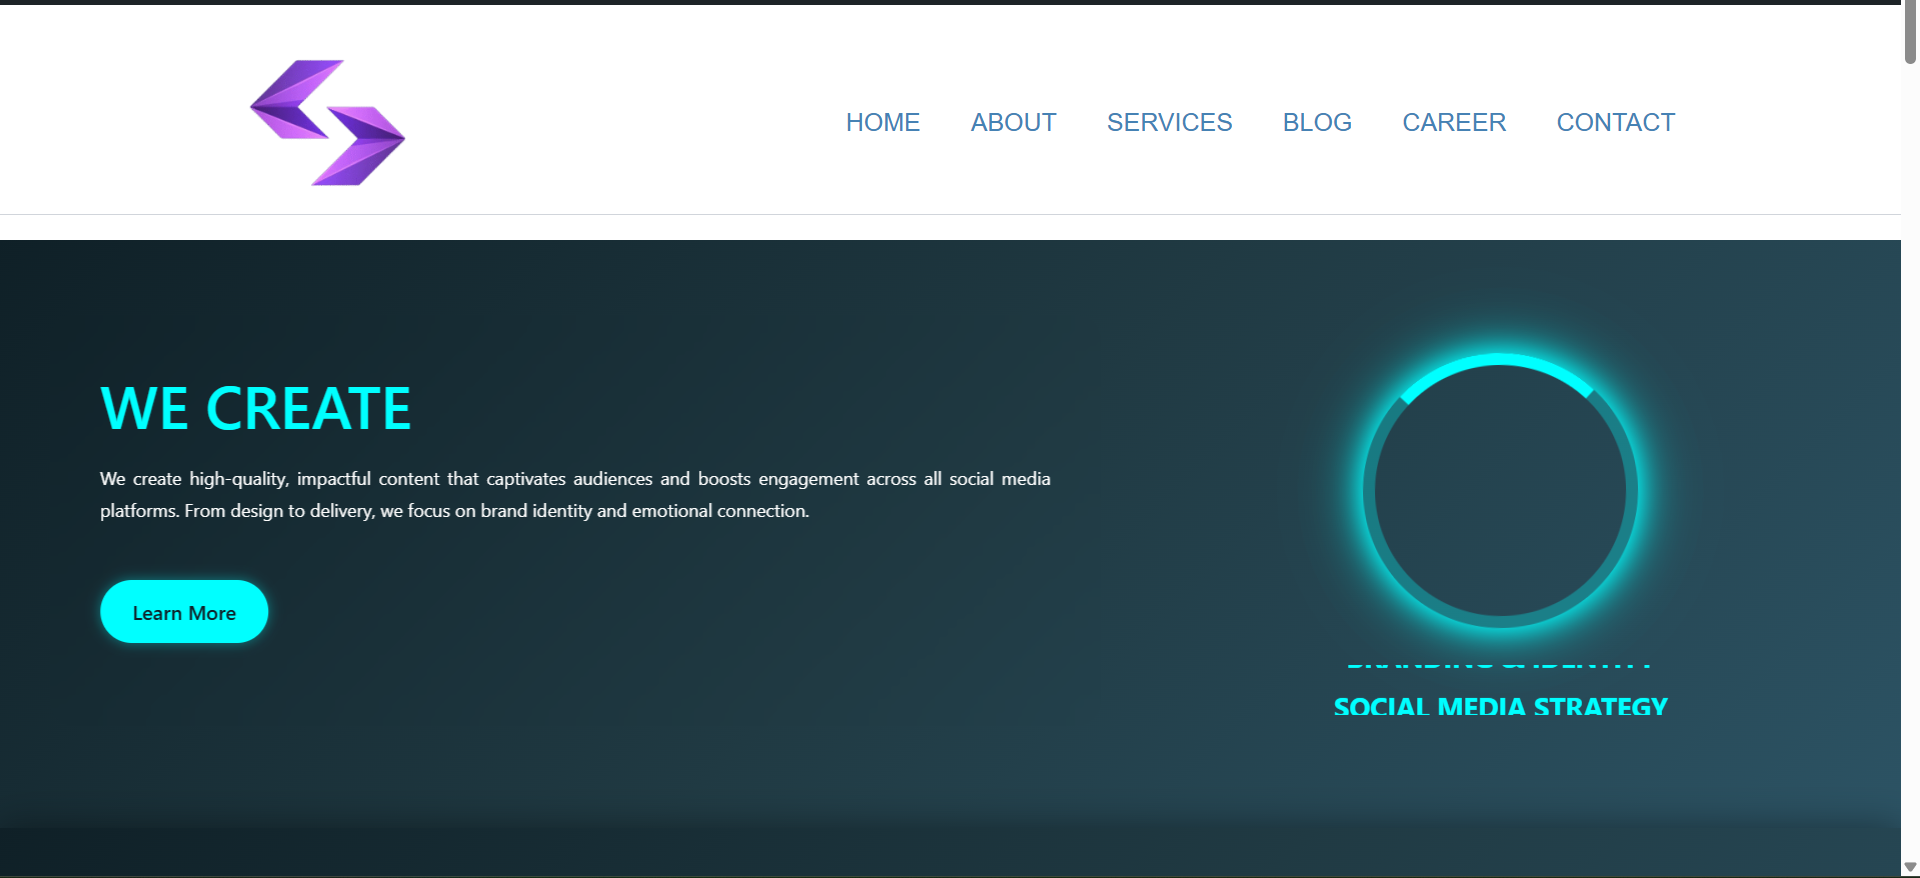 HOME ABOUT SERVICES BLOG CAREER CONTACT
WE CREATE
We create high-quality, impactful content that captivates audiences and boosts engagement across all social media
platforms. From design to delivery, we focus on brand identity and emotional connection.
Learn More
BRANDING & IDENTITY
SOCIAL MEDIA STRATEGY